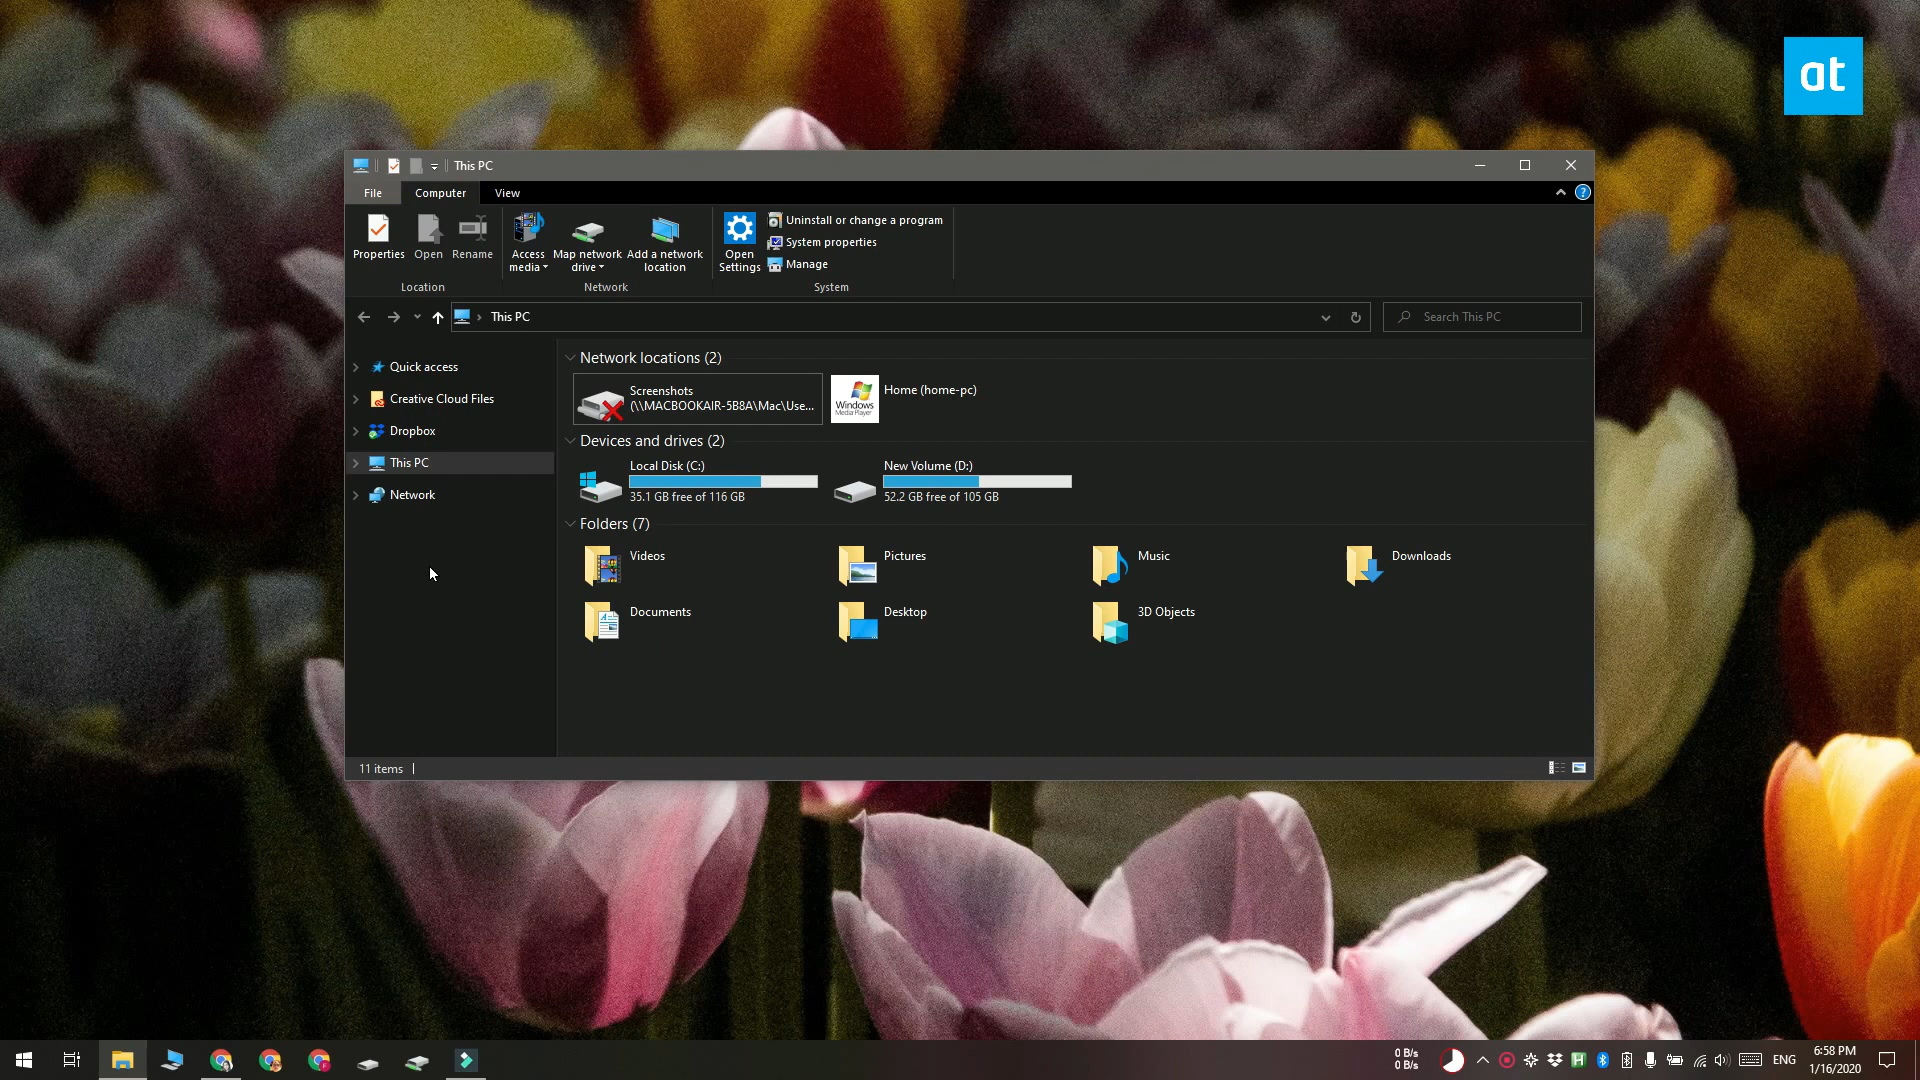 at
This PC
File
Computer
View
Properties
Open
Rename
Access media
Map network drive
Add a network location
Open Settings
Uninstall or change a program
System properties
Manage
Location
Network
System
This PC
Search This PC
Quick access
Creative Cloud Files
Dropbox
This PC
Network
Network locations (2)
Screenshots
(\\MACBOOKAIR-5B8A\Mac\Use...
Windows
MediaPlayer
Home (home-pc)
Devices and drives (2)
Local Disk (C:)
35.1 GB free of 116 GB
New Volume (D:)
52.2 GB free of 105 GB
Folders (7)
Videos
Pictures
Music
Downloads
Documents
Desktop
3D Objects
11 items
0 B/s
0 B/s
ENG
6:58 PM
1/16/2020